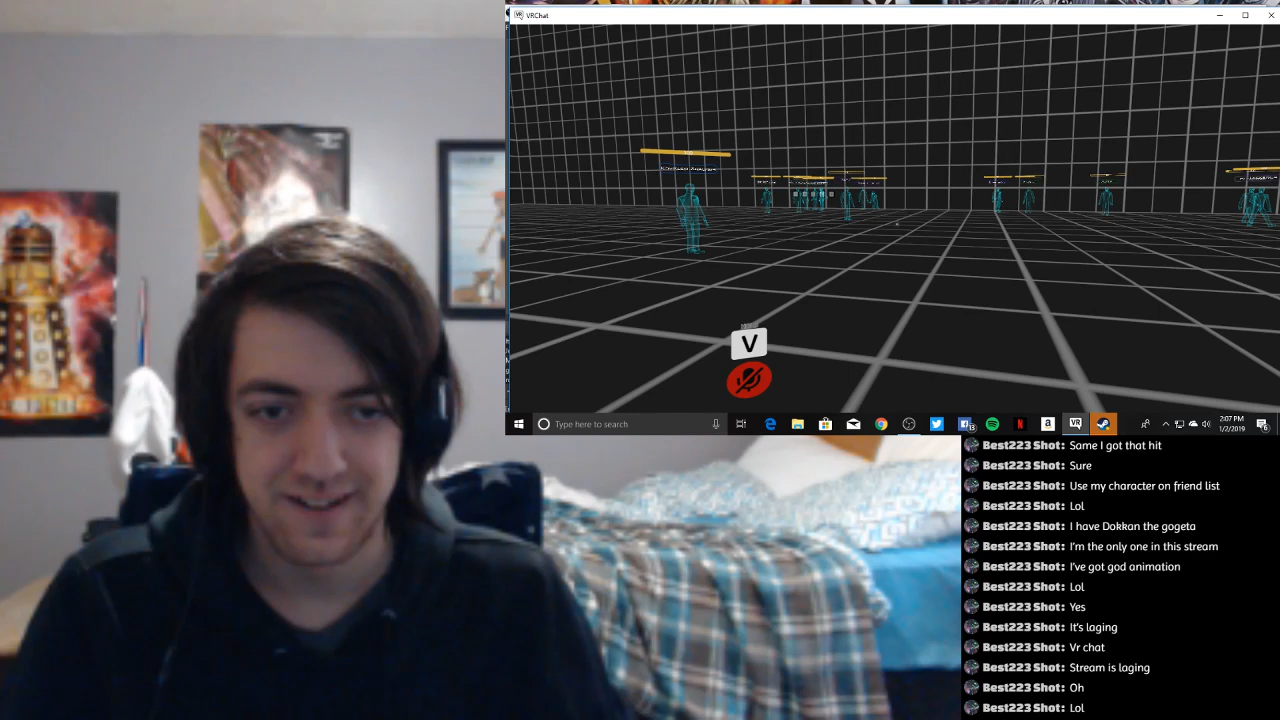 VRChat
V
Type here to search
a
VR
2:07 PM
1/2/2019
Best223 Shot: Same I got that hit
Best223 Shot: Sure
Best223 Shot: Use my character on friend list
Best223 Shot: Lol
Best223 Shot: I have Dokkan the gogeta
Best223 Shot: I'm the only one in this stream
Best223 Shot: I've got god animation
Best223 Shot: Lol
Best223 Shot: Yes
Best223 Shot: It's laging
Best223 Shot: Vr chat
Best223 Shot: Stream is laging
Best223 Shot: Oh
Best223 Shot: Lol